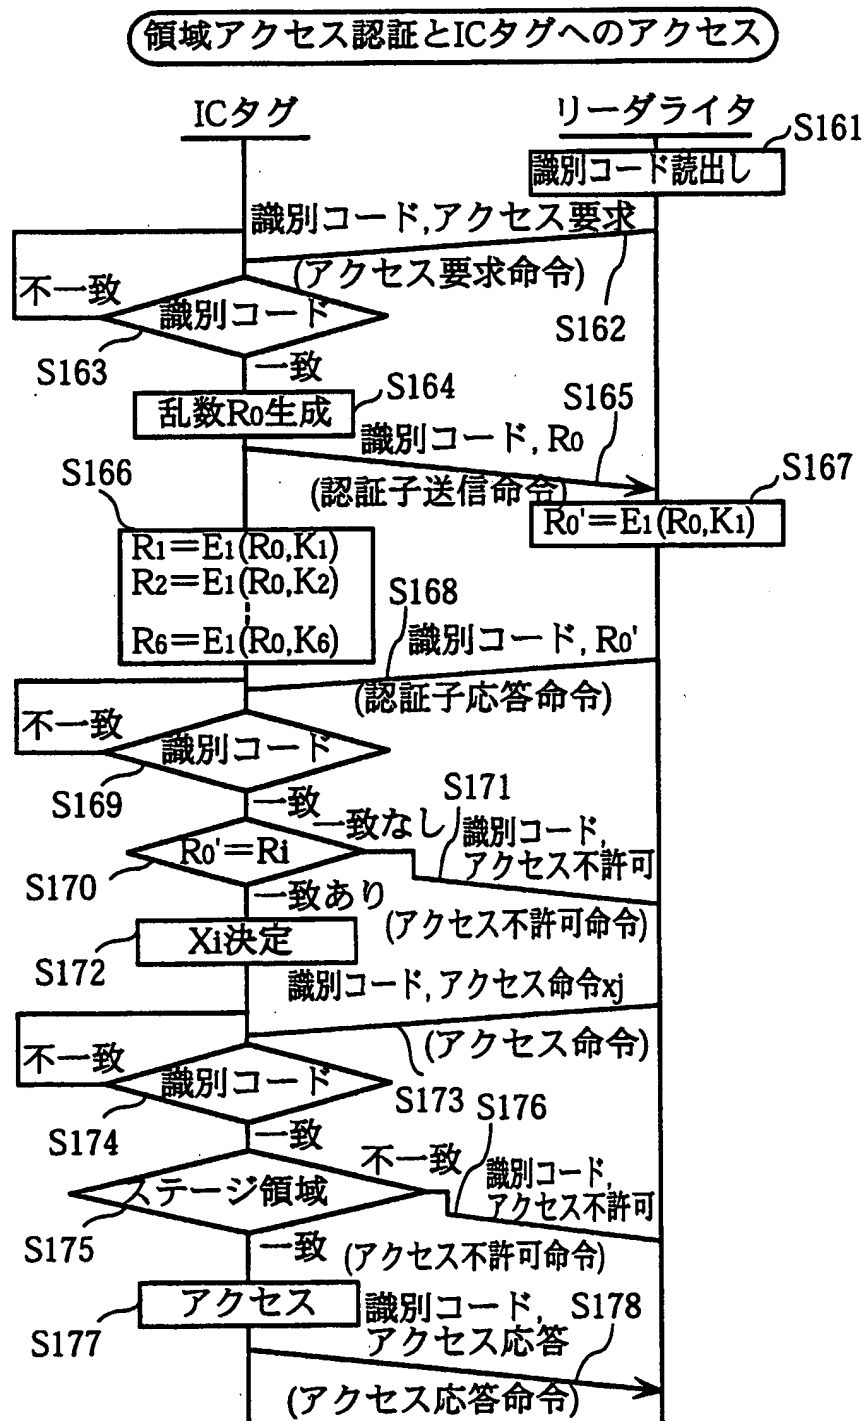 領域アクセス認証とICタグへのアクセス
ICタグ
リーダライタ
S161
識別コード読出し
識別コード,アクセス要求
(アクセス要求命令)
S162
不一致
識別コード
S163
一致
乱数R0生成
S164
識別コード, R0
S165
(認証子送信命令)
S166
S167
R0'=E1(R0,K1)
R1=E1(R0,K1)
R2=E1(R0,K2)
R6=E1(R0,K6)
S168
識別コード, R0'
(認証子応答命令)
不一致
識別コード
S169
一致
一致なし
S171
識別コード,
アクセス不許可
R0'=Ri
S170
一致あり
(アクセス不許可命令)
Xi決定
S172
識別コード, アクセス命令xj
(アクセス命令)
不一致
識別コード
S173
S174
一致
不一致
S176
識別コード,
アクセス不許可
ステージ領域
S175
一致
(アクセス不許可命令)
アクセス
S177
識別コード,
アクセス応答
S178
(アクセス応答命令)